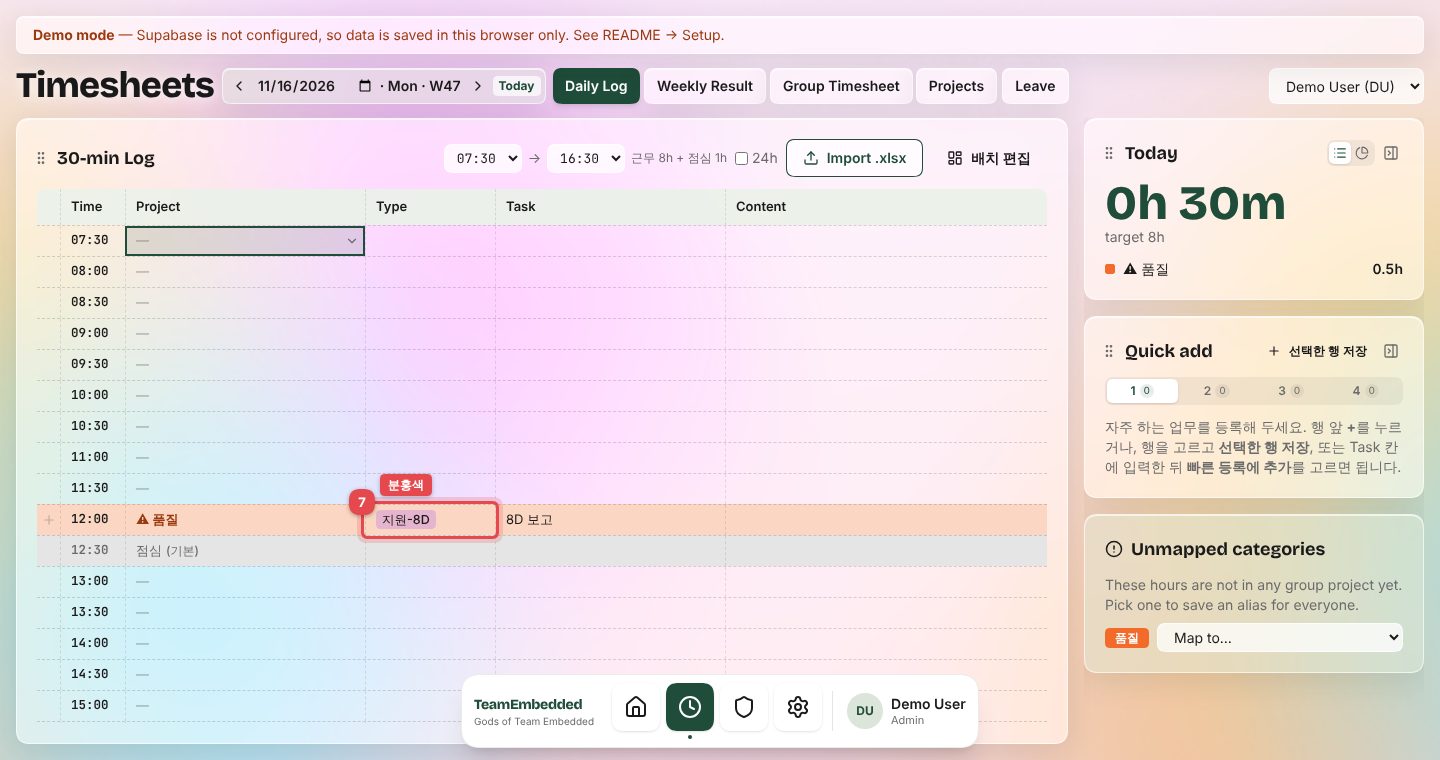 Demo mode — Supabase is not configured, so data is saved in this browser only. See README → Setup.
Timesheets
11/16/2026 · Mon · W47 Today
Daily Log
Weekly Result
Group Timesheet
Projects
Leave
Demo User (DU)
30-min Log
07:30 → 16:30 근무 8h + 점심 1h 24h
Import .xlsx
배치 편집
Time Project Type Task Content
07:30 —
08:00 —
08:30 —
09:00 —
09:30 —
10:00 —
10:30 —
11:00 —
11:30 —
분홍색
7
12:00 품질 지원-8D 8D 보고
12:30 점심 (기본)
13:00 —
13:30 —
14:00 —
14:30 —
15:00 —
Today
0h 30m
target 8h
품질 0.5h
Quick add
+ 선택한 행 저장
1 0 2 0 3 0 4 0
자주 하는 업무를 등록해 두세요. 행 앞 +를 누르
거나, 행을 고르고 선택한 행 저장, 또는 Task 칸
에 입력한 뒤 빠른 등록에 추가를 고르면 됩니다.
Unmapped categories
These hours are not in any group project yet.
Pick one to save an alias for everyone.
품질 Map to...
TeamEmbedded
Gods of Team Embedded
DU
Demo User
Admin